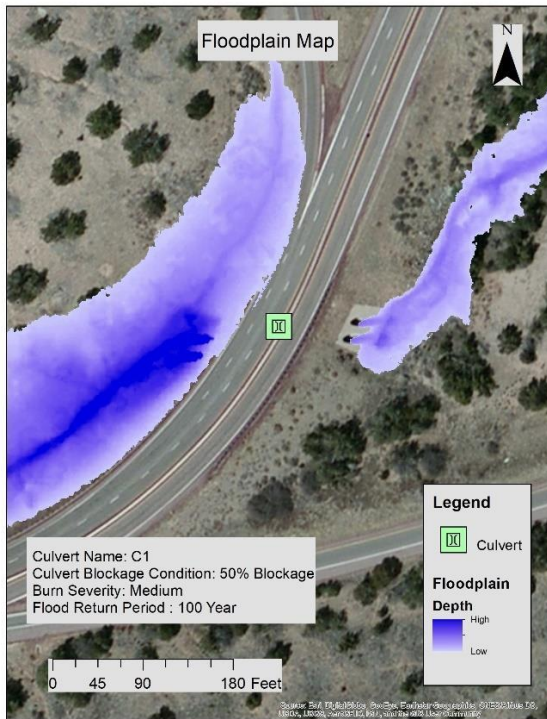 Floodplain Map
N
Legend
Culvert
Floodplain
Depth
High
Low
Culvert Name: C1
Culvert Blockage Condition: 50% Blockage
Burn Severity: Medium
Flood Return Period : 100 Year
0 45 90 180 Feet